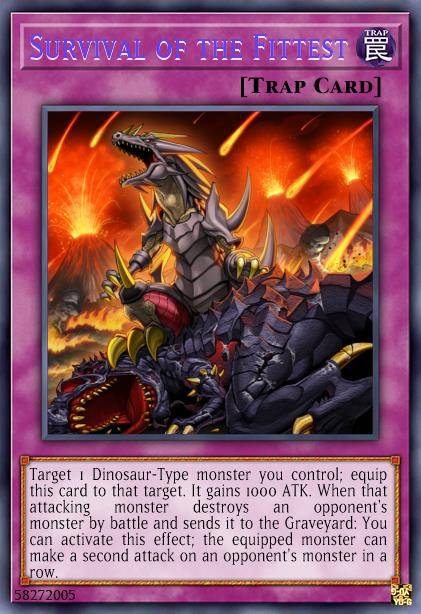 Survival of the Fittest
TRAP
罠
[Trap Card]
Target 1 Dinosaur-Type monster you control; equip
this card to that target. It gains 1000 ATK. When that
attacking monster destroys an opponent's
monster by battle and sends it to the Graveyard: You
can activate this effect; the equipped monster can
make a second attack on an opponent's monster in a
row.
58272005